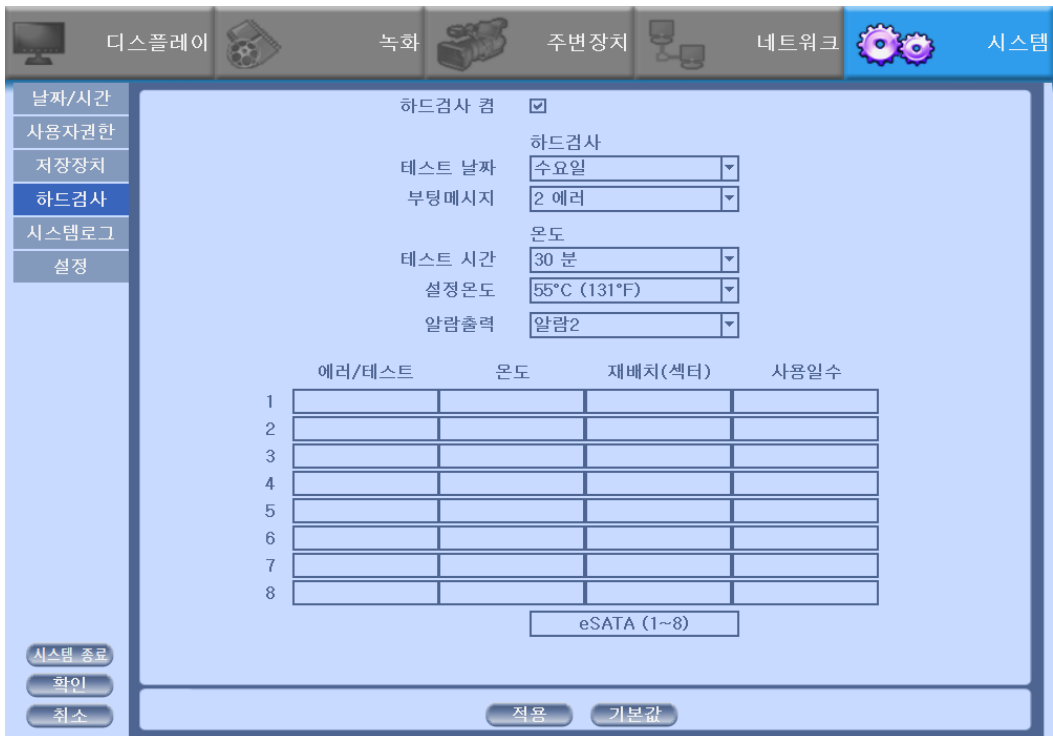 디스플레이 녹화 주변장치 네트워크 시스템
날짜/시간
사용자권한
저장장치
하드검사
시스템로그
설정
하드검사 켬
하드검사
테스트 날짜 수요일
부팅메시지 2 에러
온도
테스트 시간 30 분
설정온도 55°C (131°F)
알람출력 알람2
에러/테스트 온도 재배치(섹터) 사용일수
1
2
3
4
5
6
7
8
eSATA (1~8)
시스템 종료
확인
취소
적용 기본값